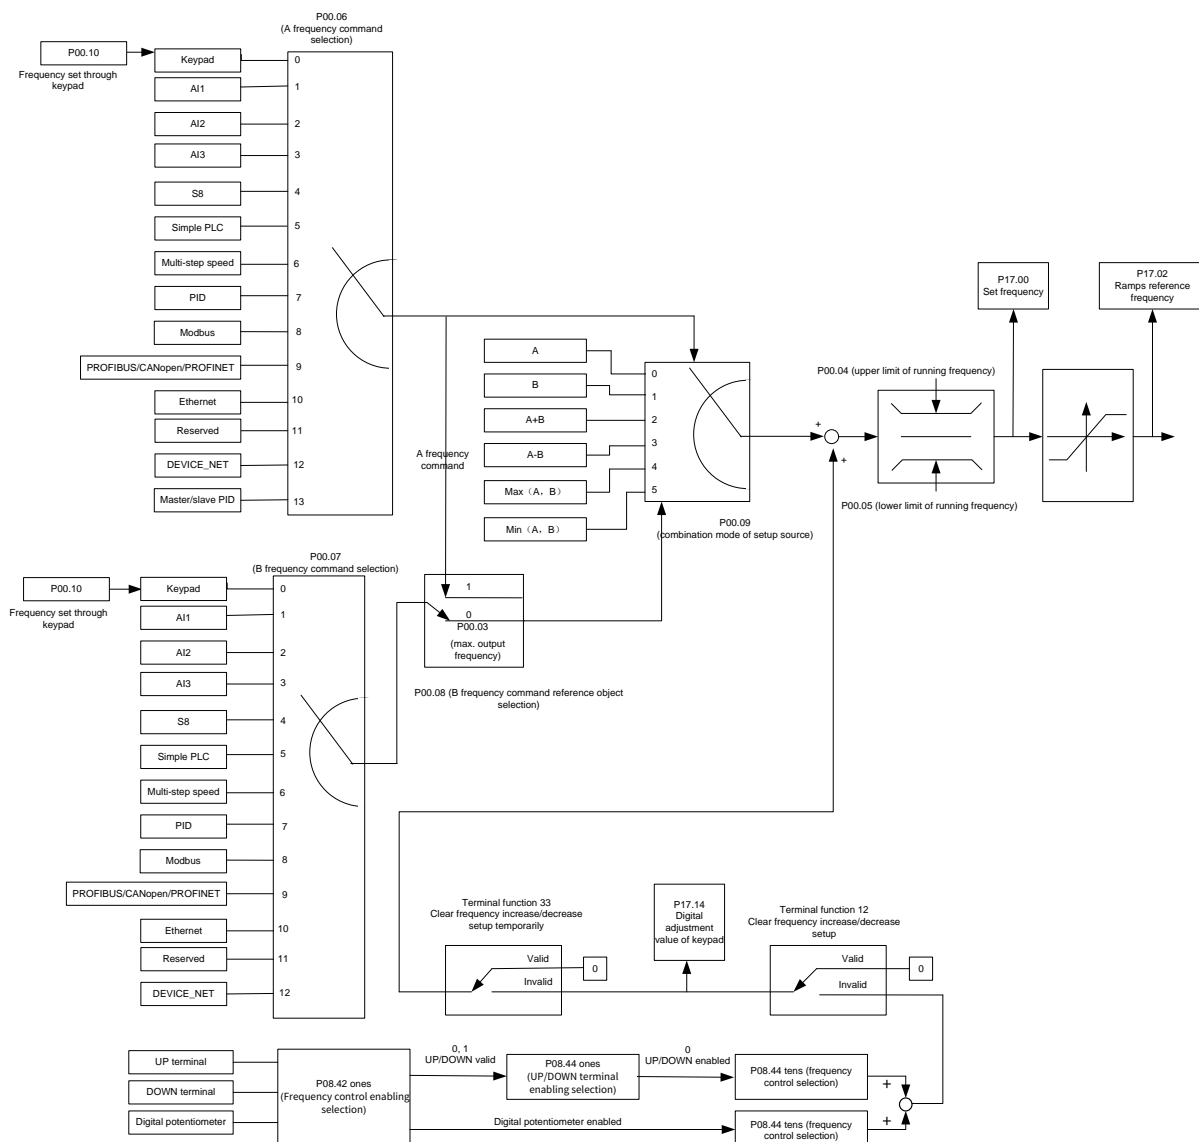 P00.06
(A frequency command
selection)
P00.10
Frequency set through
keypad
Keypad
0
AI1
1
AI2
2
AI3
3
S8
4
Simple PLC
5
Multi-step speed
6
PID
7
Modbus
8
PROFIBUS/CANopen/PROFINET
9
Ethernet
10
Reserved
11
DEVICE_NET
12
Master/slave PID
13
A frequency
command
A
0
B
1
A+B
2
A-B
3
Max（A，B）
4
Min（A，B）
5
P00.09
(combination mode of setup source)
+
+
P00.04 (upper limit of running frequency)
P00.05 (lower limit of running frequency)
P17.00
Set frequency
P17.02
Ramps reference
frequency
P00.07
(B frequency command selection)
P00.10
Frequency set through
keypad
Keypad
0
AI1
1
AI2
2
AI3
3
S8
4
Simple PLC
5
Multi-step speed
6
PID
7
Modbus
8
PROFIBUS/CANopen/PROFINET
9
Ethernet
10
Reserved
11
DEVICE_NET
12
1
0
P00.03
(max. output
frequency)
P00.08 (B frequency command reference object
selection)
Terminal function 33
Clear frequency increase/decrease
setup temporarily
Valid
0
Invalid
P17.14
Digital
adjustment
value of keypad
Terminal function 12
Clear frequency increase/decrease
setup
Valid
0
Invalid
UP terminal
DOWN terminal
Digital potentiometer
P08.42 ones
(Frequency control enabling
selection)
0, 1
UP/DOWN valid
P08.44 ones
(UP/DOWN terminal
enabling selection)
0
UP/DOWN enabled
P08.44 tens (frequency
control selection)
+
Digital potentiometer enabled
P08.44 tens (frequency
control selection)
+